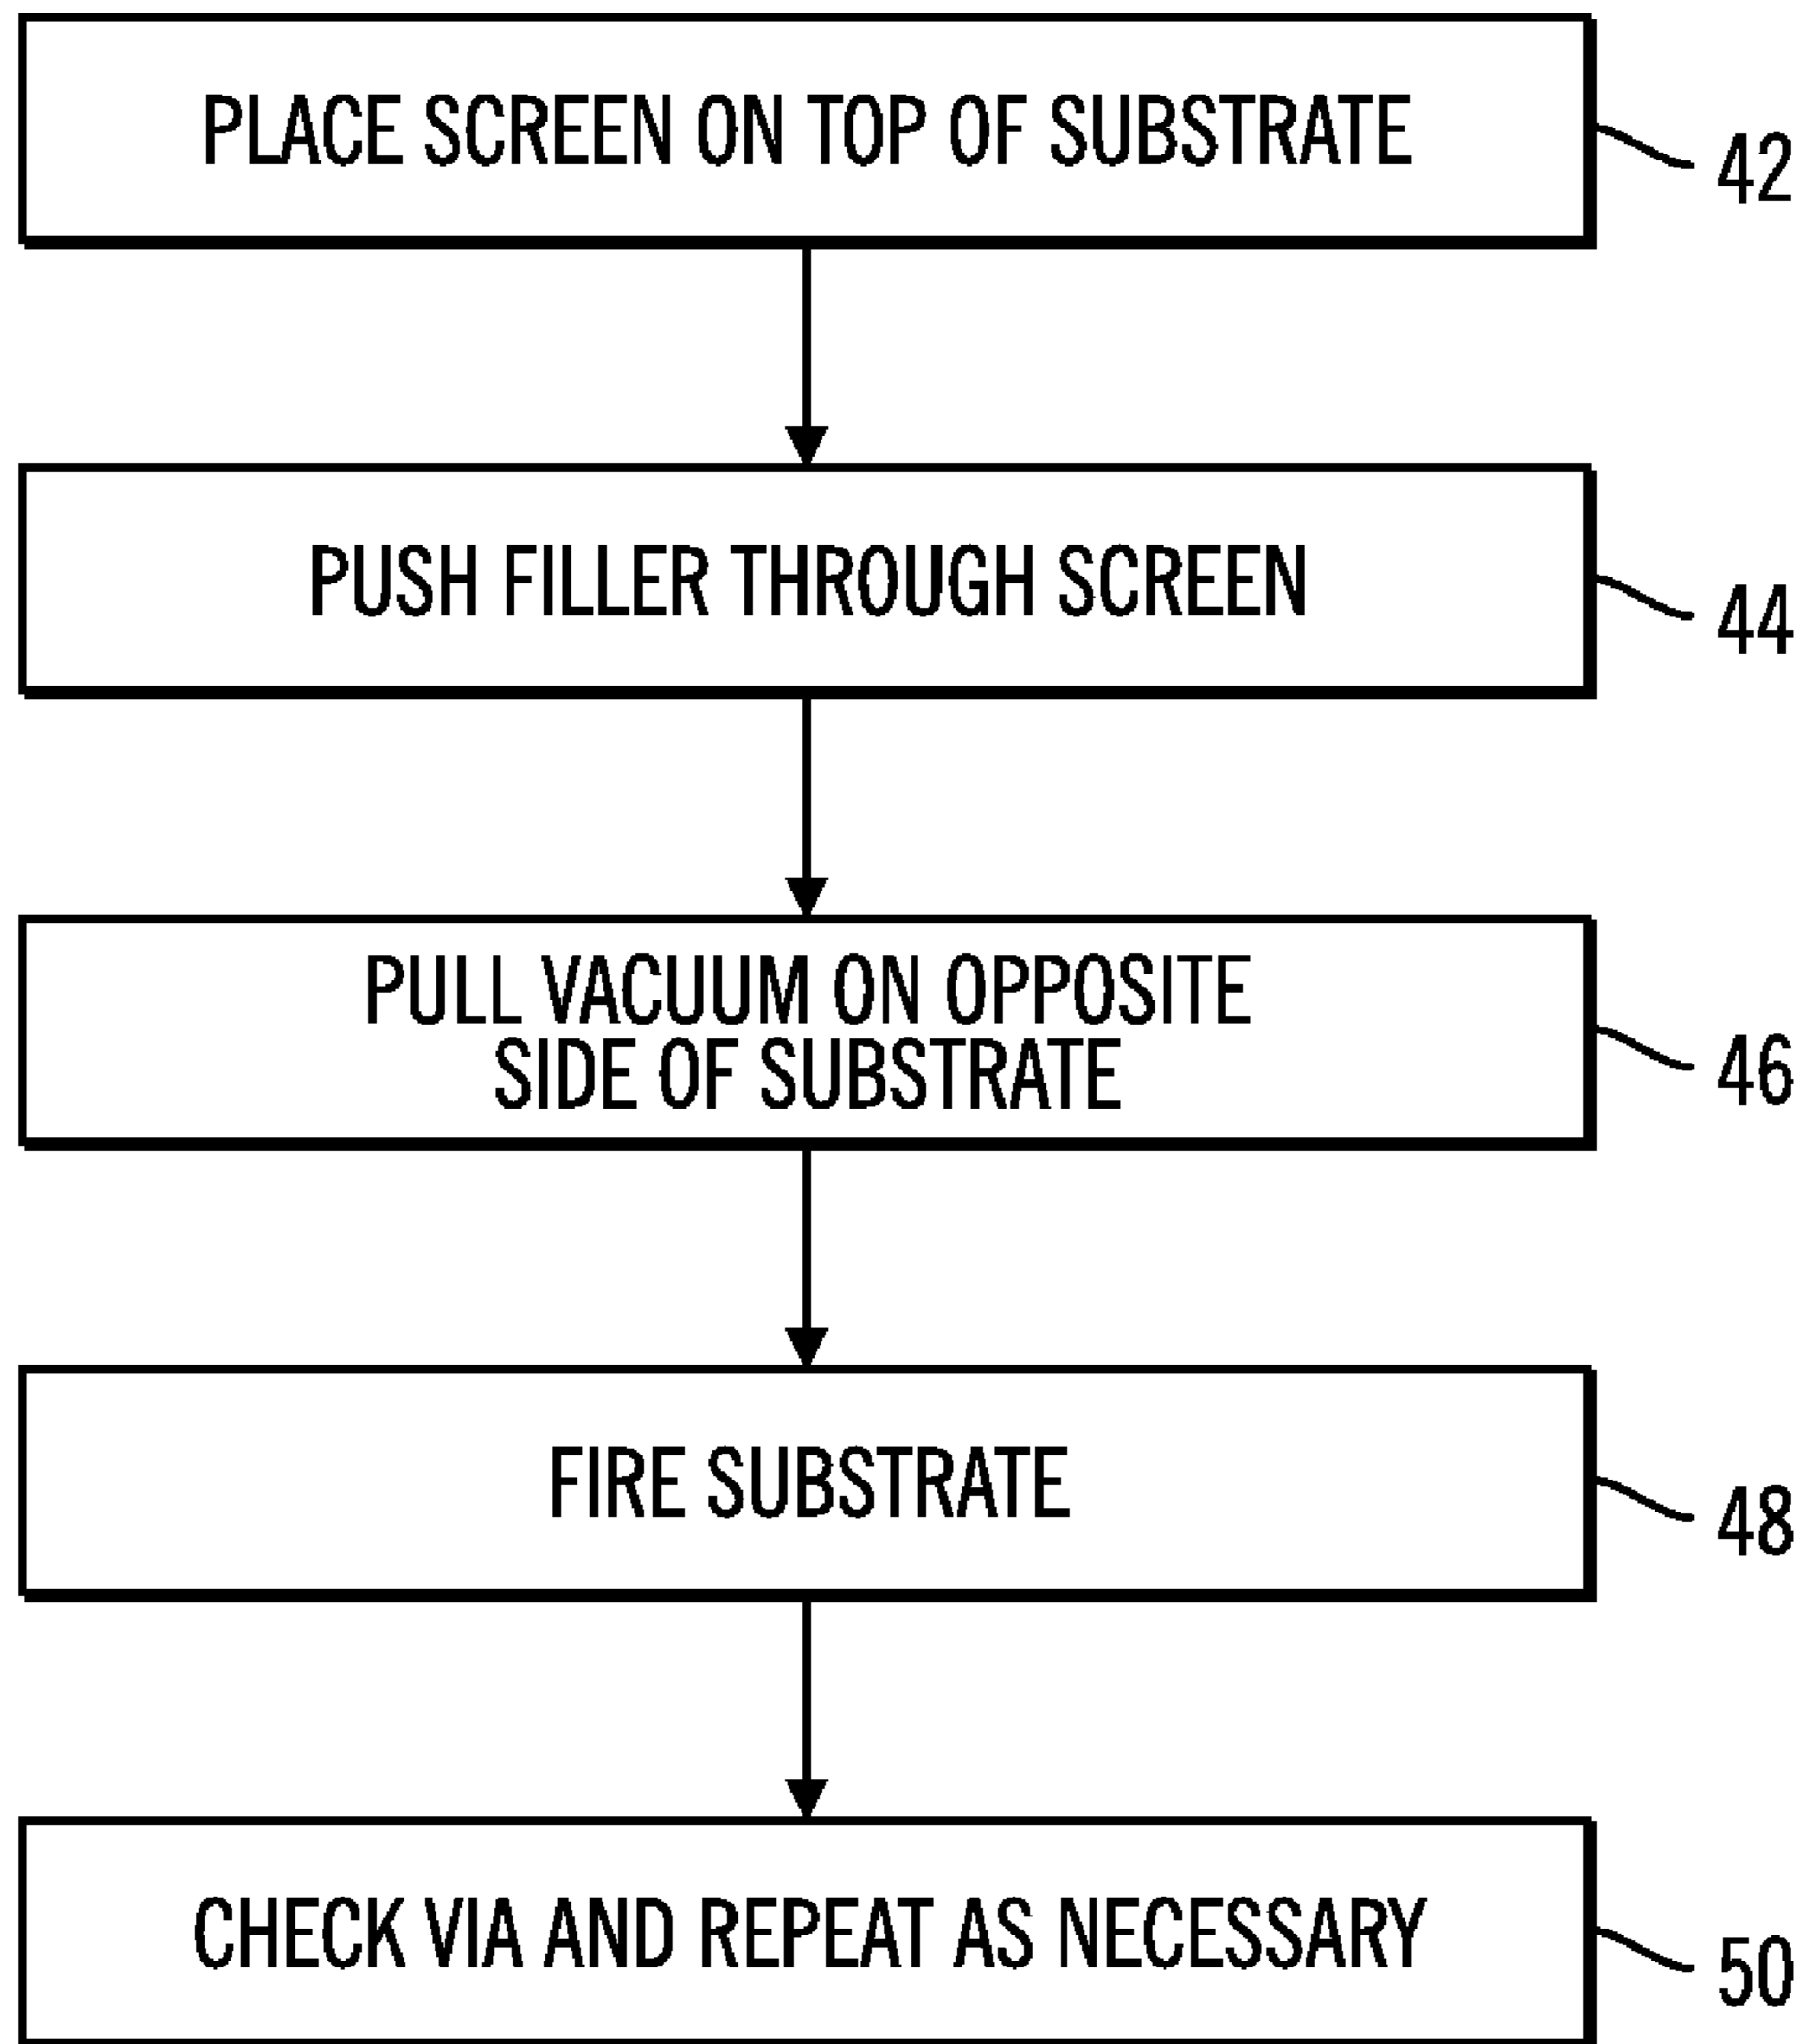 PLACE SCREEN ON TOP OF SUBSTRATE
42
PUSH FILLER THROUGH SCREEN
44
PULL VACUUM ON OPPOSITE
SIDE OF SUBSTRATE
46
FIRE SUBSTRATE
48
CHECK VIA AND REPEAT AS NECESSARY
50